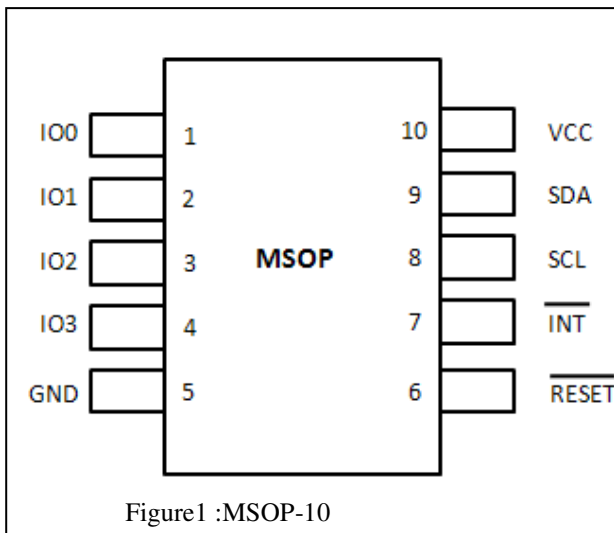 IO0 1 10 VCC
IO1 2 9 SDA
IO2 3 MSOP 8 SCL
IO3 4 7 INT
GND 5 6 RESET
Figure1 :MSOP-10